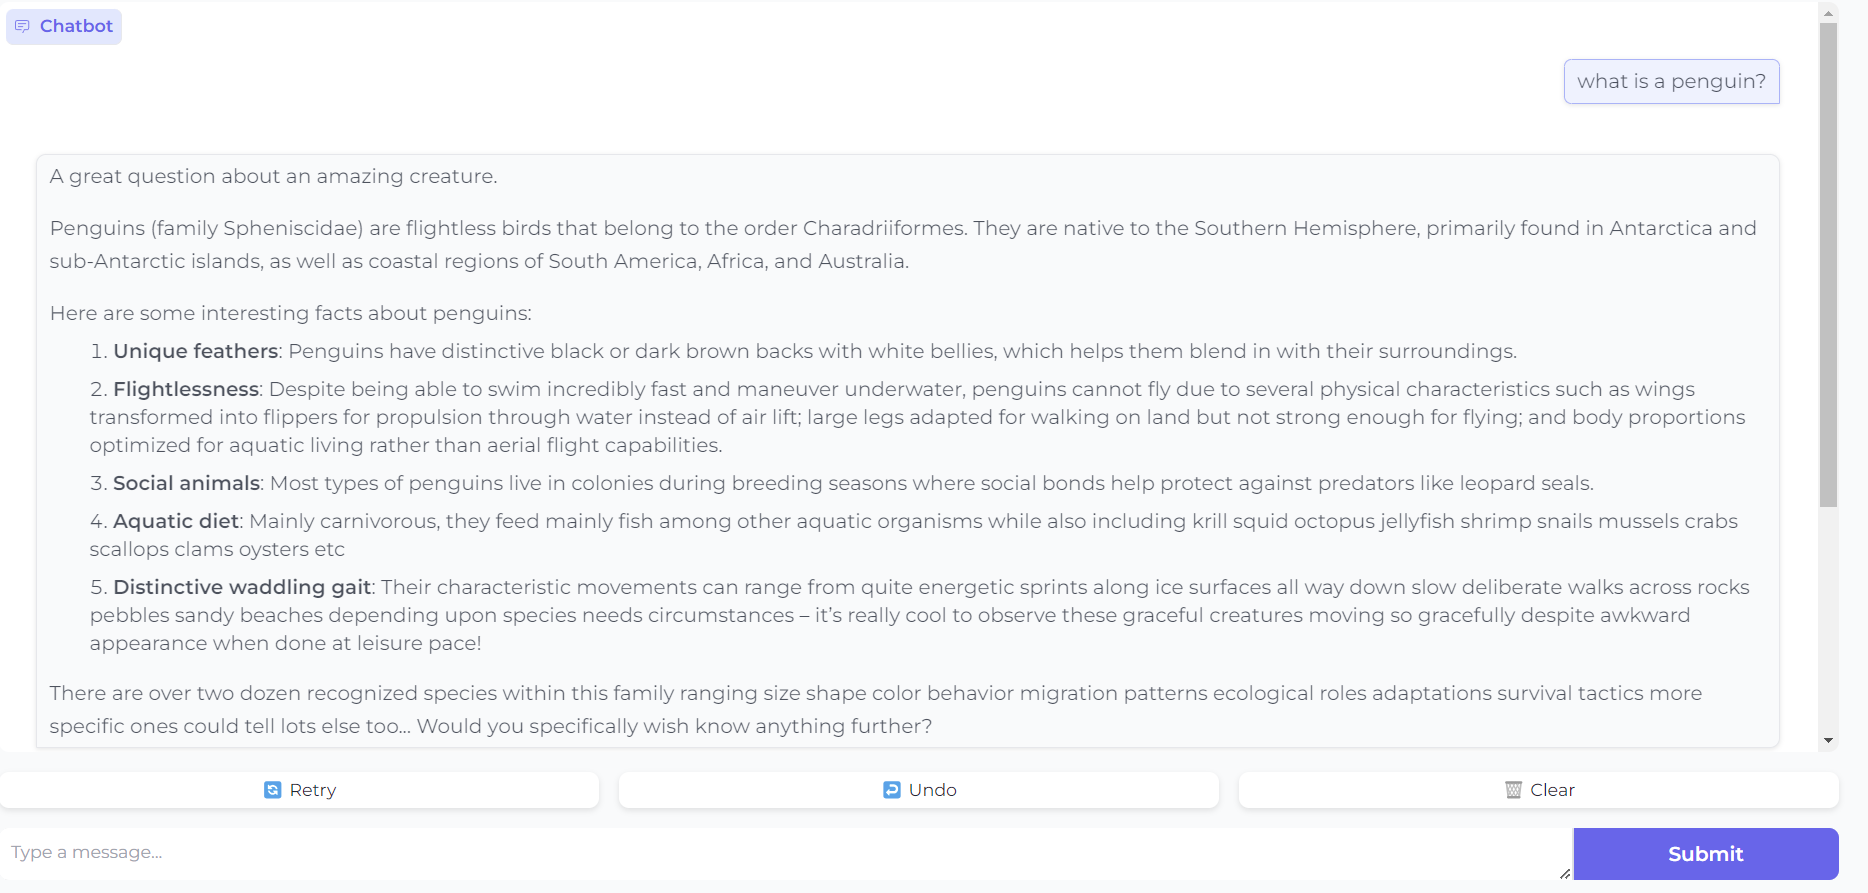 Chatbot
what is a penguin?
A great question about an amazing creature.
Penguins (family Spheniscidae) are flightless birds that belong to the order Charadriiformes. They are native to the Southern Hemisphere, primarily found in Antarctica and
sub-Antarctic islands, as well as coastal regions of South America, Africa, and Australia.
Here are some interesting facts about penguins:
1. Unique feathers: Penguins have distinctive black or dark brown backs with white bellies, which helps them blend in with their surroundings.
2. Flightlessness: Despite being able to swim incredibly fast and maneuver underwater, penguins cannot fly due to several physical characteristics such as wings
transformed into flippers for propulsion through water instead of air lift; large legs adapted for walking on land but not strong enough for flying; and body proportions
optimized for aquatic living rather than aerial flight capabilities.
3. Social animals: Most types of penguins live in colonies during breeding seasons where social bonds help protect against predators like leopard seals.
4. Aquatic diet: Mainly carnivorous, they feed mainly fish among other aquatic organisms while also including krill squid octopus jellyfish shrimp snails mussels crabs
scallops clams oysters etc
5. Distinctive waddling gait: Their characteristic movements can range from quite energetic sprints along ice surfaces all way down slow deliberate walks across rocks
pebbles sandy beaches depending upon species needs circumstances – it's really cool to observe these graceful creatures moving so gracefully despite awkward
appearance when done at leisure pace!
There are over two dozen recognized species within this family ranging size shape color behavior migration patterns ecological roles adaptations survival tactics more
specific ones could tell lots else too... Would you specifically wish know anything further?
Retry
Undo
Clear
Type a message...
Submit